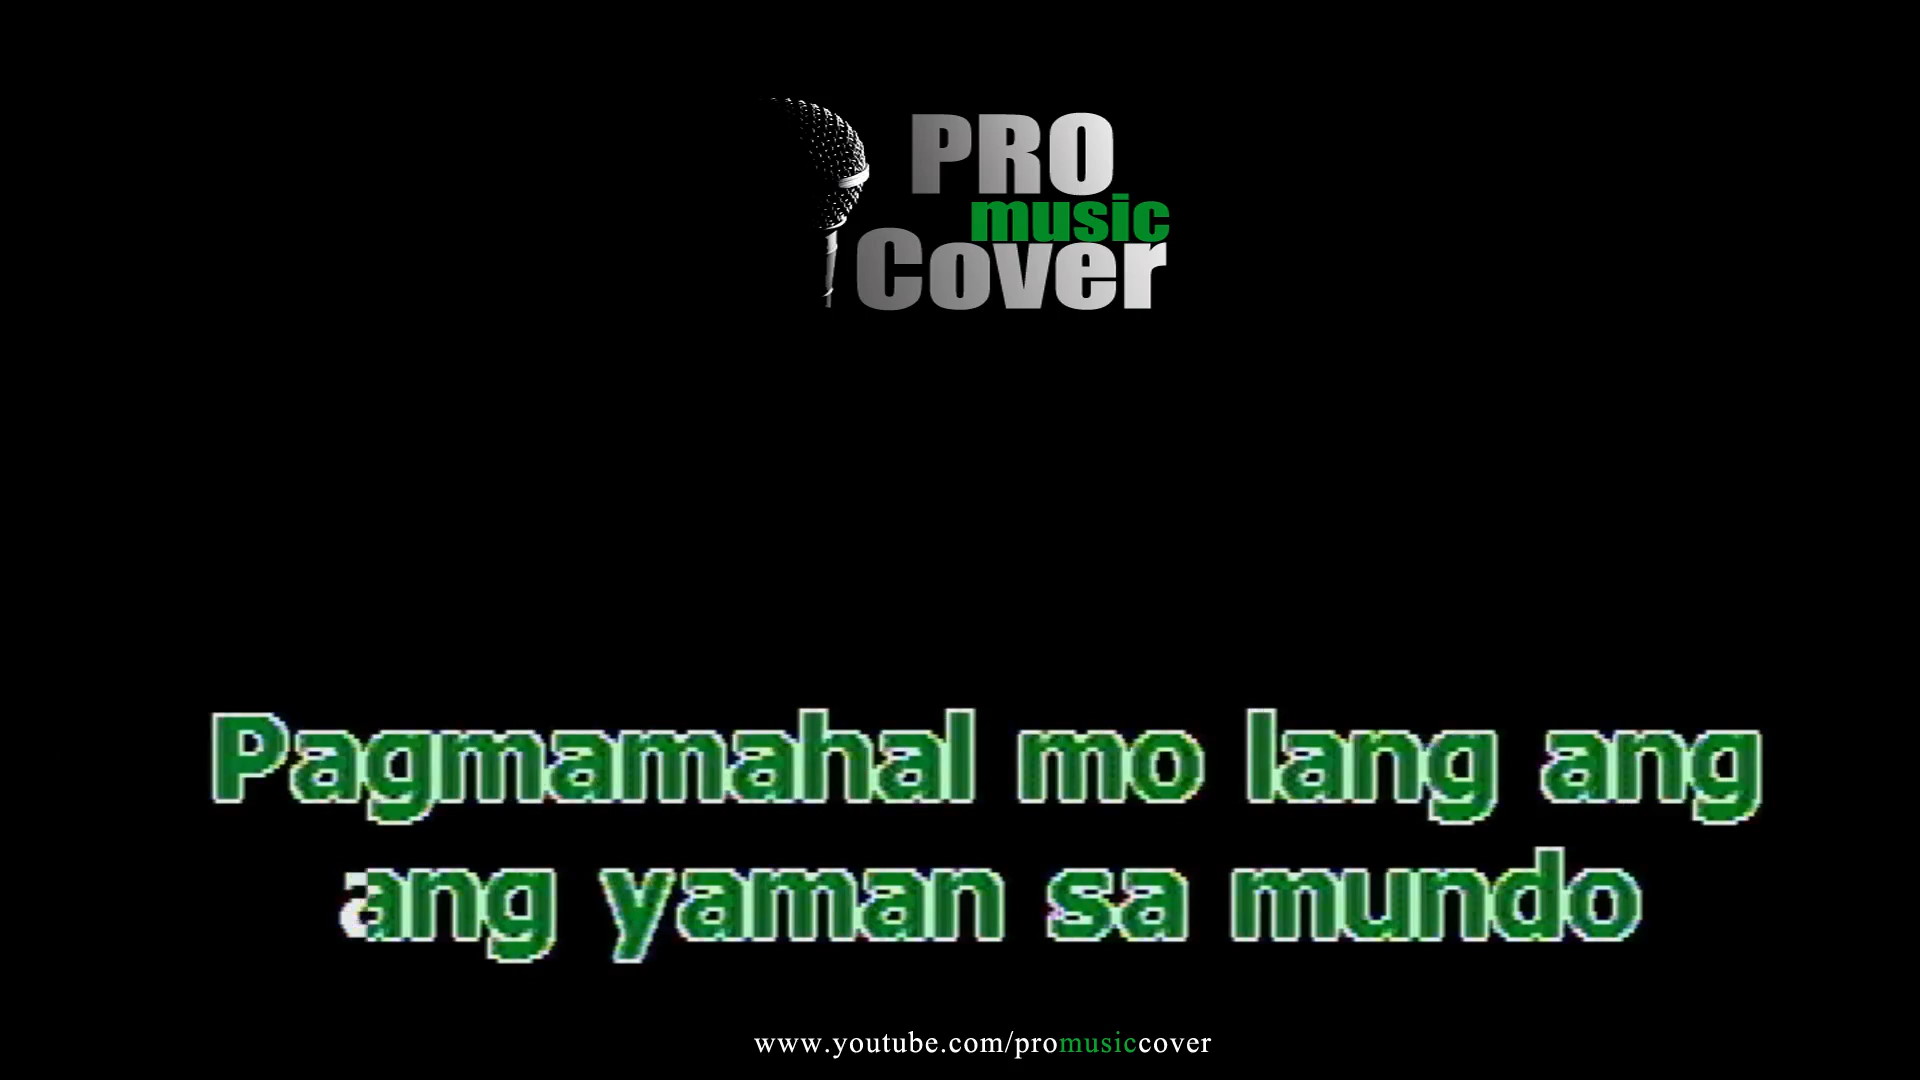 PRO
music
Cover
Pagmamahal mo lang ang
ang yaman sa mundo
www.youtube.com/promusiccover